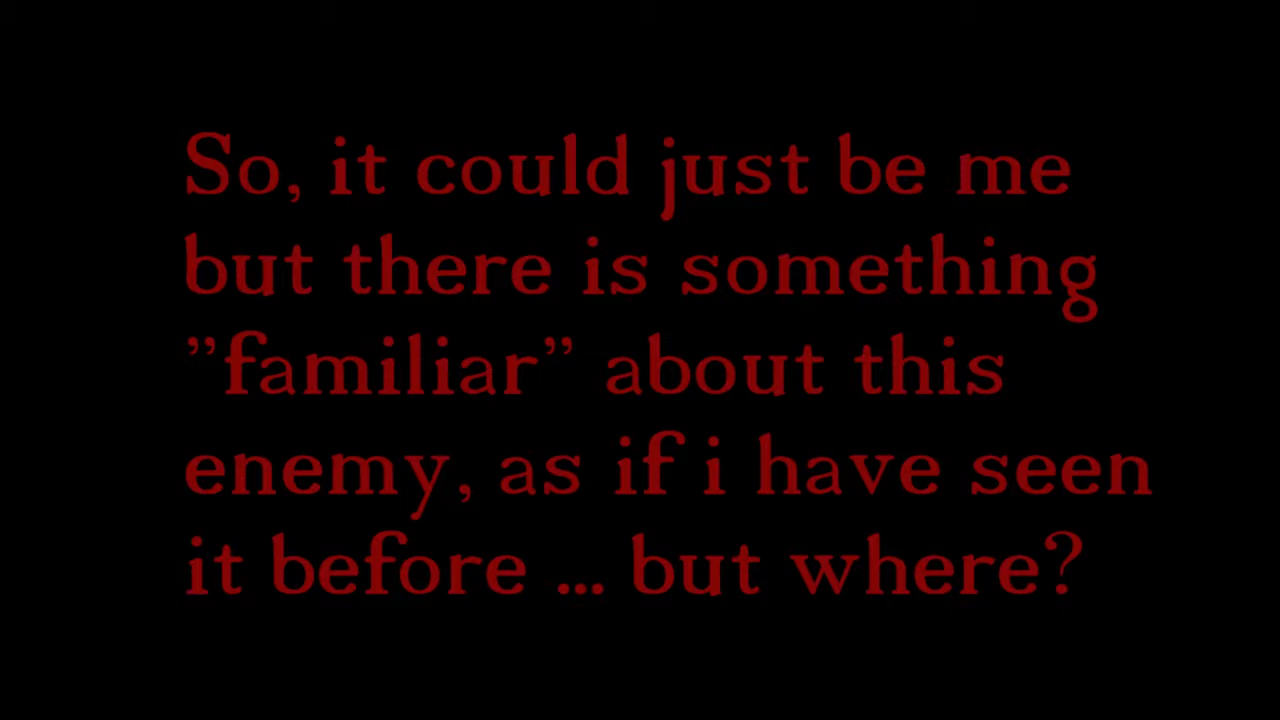 So, it could just be me
but there is something
”familiar” about this
enemy, as if i have seen
it before ... but where?